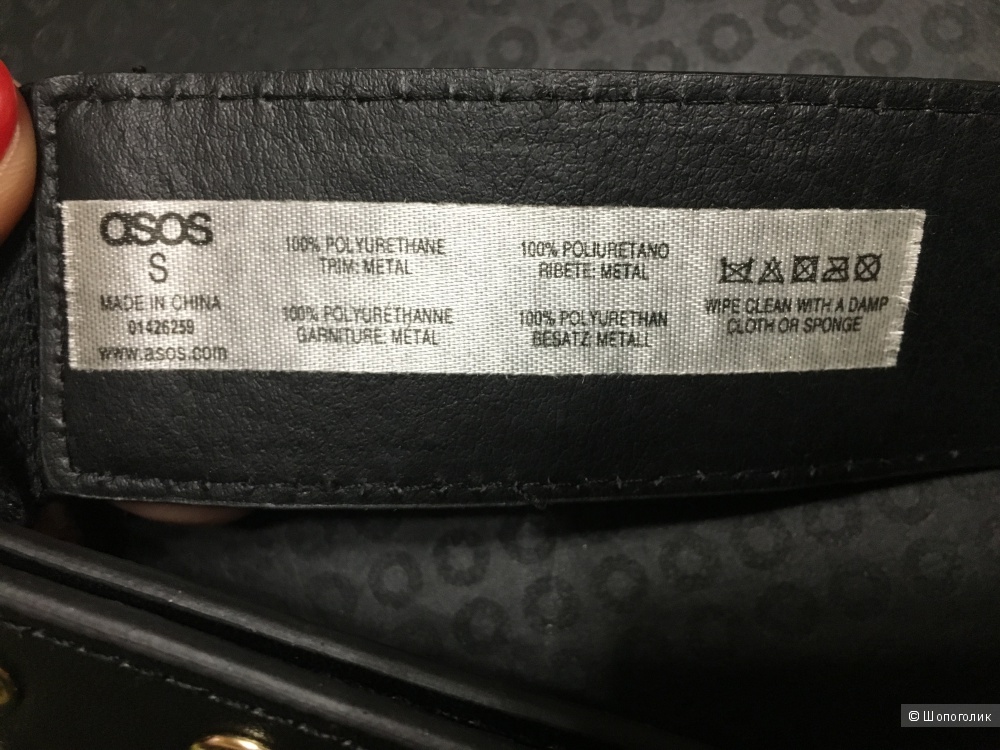 asos
S
MADE IN CHINA
01426259
www.asos.com
100% POLYURETHANE
TRIM: METAL
100% POLYURÉTHANNE
GARNITURE: MÉTAL
100% POLIURETANO
RIBETE: METAL
100% POLYURETHAN
BESATZ: METALL
WIPE CLEAN WITH A DAMP
CLOTH OR SPONGE
© Шопоголик